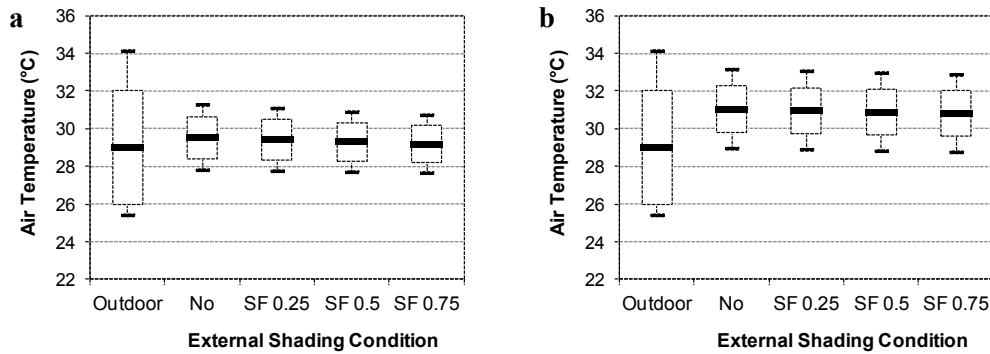 a
Air Temperature (°C)
36
34
32
30
28
26
24
22
Outdoor No SF 0.25 SF 0.5 SF 0.75
External Shading Condition
b
Air Temperature (°C)
36
34
32
30
28
26
24
22
Outdoor No SF 0.25 SF 0.5 SF 0.75
External Shading Condition